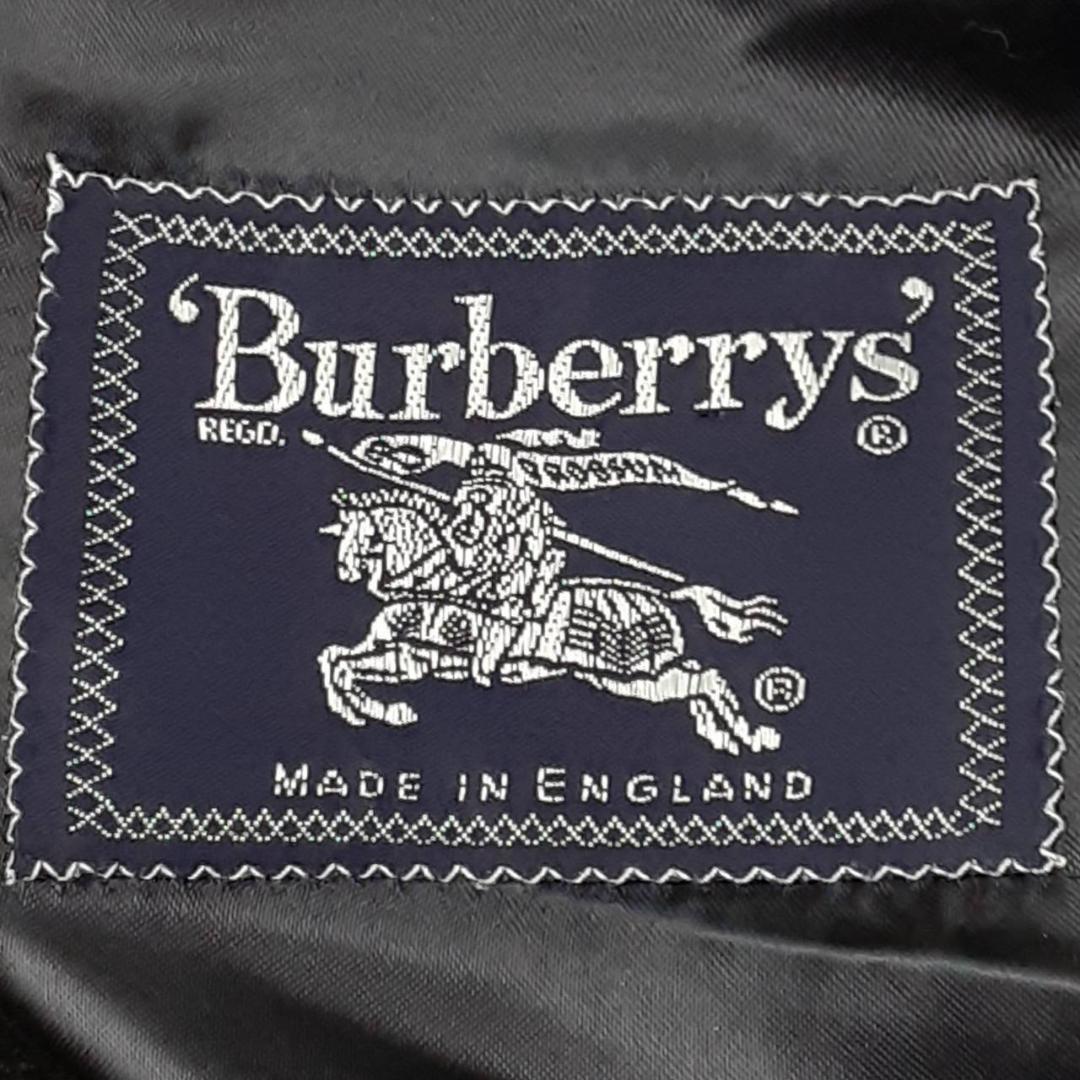 ‘Burberrys’
REGD. ®
®
MADE IN ENGLAND